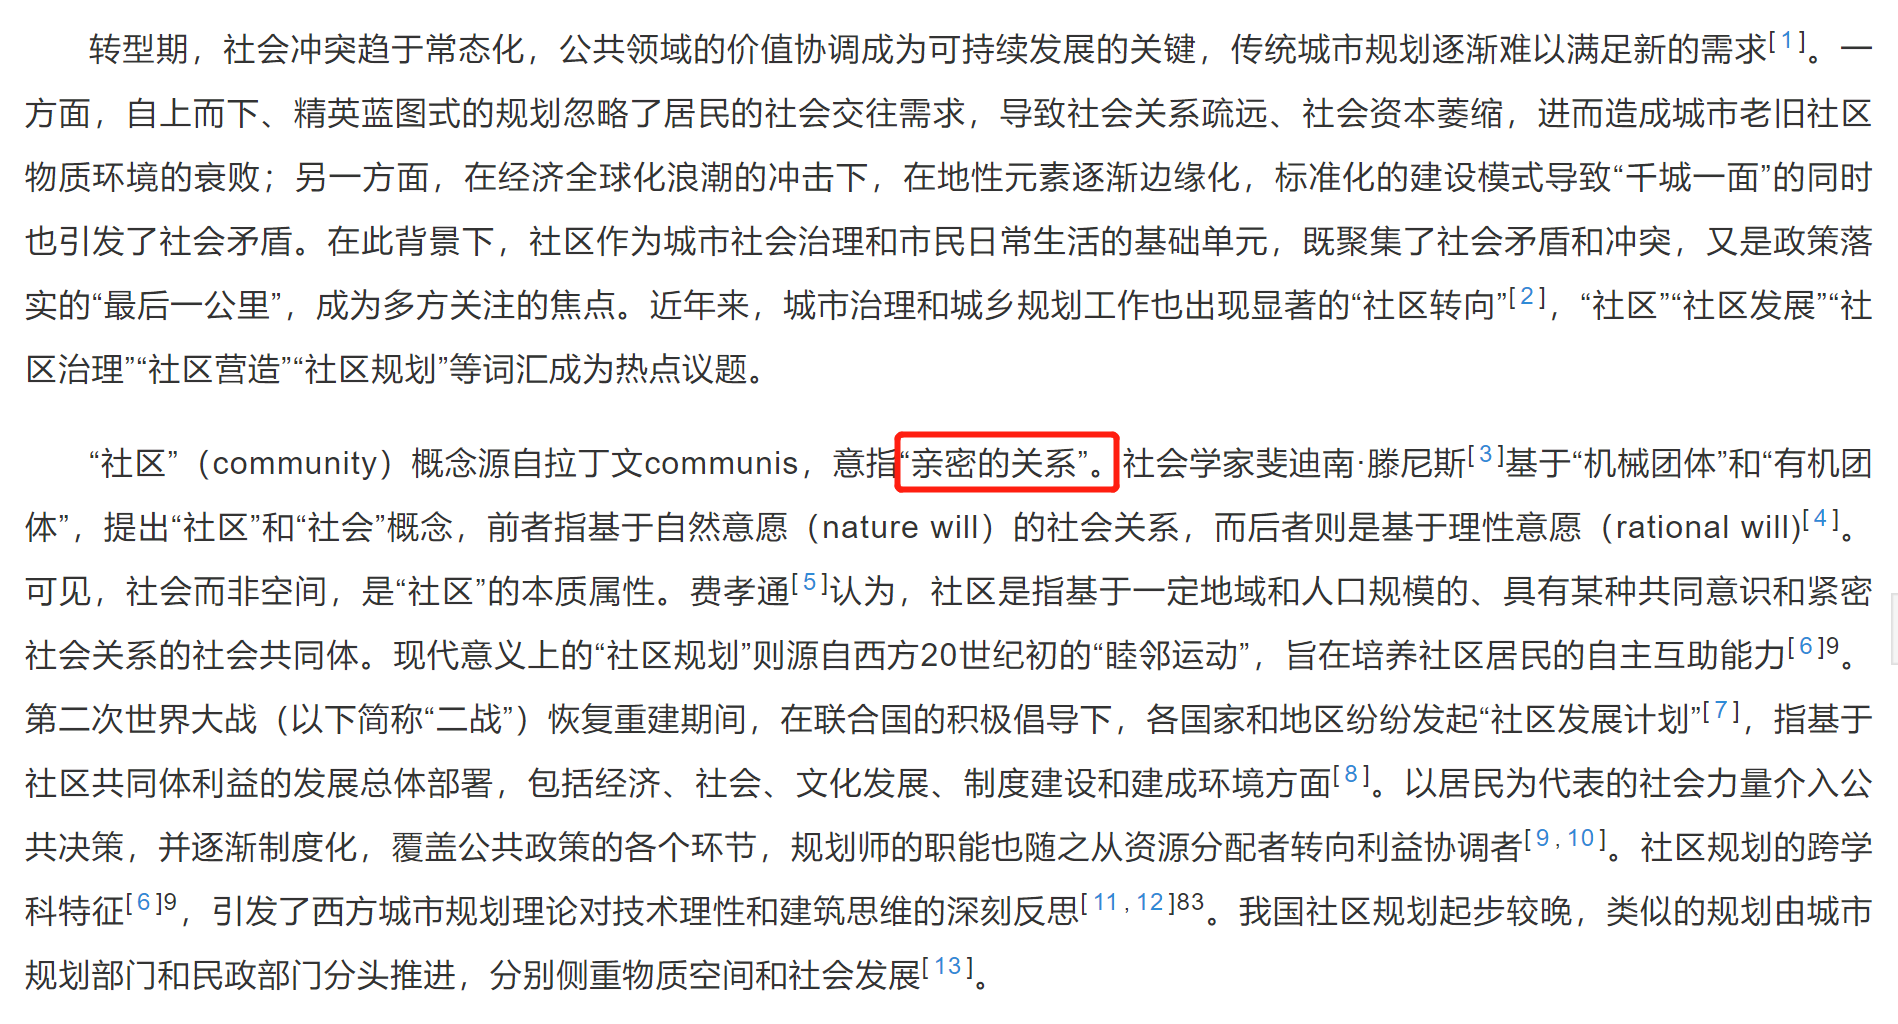 转型期，社会冲突趋于常态化，公共领域的价值协调成为可持续发展的关键，传统城市规划逐渐难以满足新的需求[1]。一
方面，自上而下、精英蓝图式的规划忽略了居民的社会交往需求，导致社会关系疏远、社会资本萎缩，进而造成城市老旧社区
物质环境的衰败；另一方面，在经济全球化浪潮的冲击下，在地性元素逐渐边缘化，标准化的建设模式导致“千城一面”的同时
也引发了社会矛盾。在此背景下，社区作为城市社会治理和市民日常生活的基础单元，既聚集了社会矛盾和冲突，又是政策落
实的“最后一公里”，成为多方关注的焦点。近年来，城市治理和城乡规划工作也出现显著的“社区转向”[2]，“社区”“社区发展”“社
区治理”“社区营造”“社区规划”等词汇成为热点议题。
“社区”（community）概念源自拉丁文communis，意指“亲密的关系”。社会学家斐迪南·滕尼斯[3]基于“机械团体”和“有机团
体”，提出“社区”和“社会”概念，前者指基于自然意愿（nature will）的社会关系，而后者则是基于理性意愿（rational will)[4]。
可见，社会而非空间，是“社区”的本质属性。费孝通[5]认为，社区是指基于一定地域和人口规模的、具有某种共同意识和紧密
社会关系的社会共同体。现代意义上的“社区规划”则源自西方20世纪初的“睦邻运动”，旨在培养社区居民的自主互助能力[6]9。
第二次世界大战（以下简称“二战”）恢复重建期间，在联合国的积极倡导下，各国家和地区纷纷发起“社区发展计划”[7]，指基于
社区共同体利益的发展总体部署，包括经济、社会、文化发展、制度建设和建成环境方面[8]。以居民为代表的社会力量介入公
共决策，并逐渐制度化，覆盖公共政策的各个环节，规划师的职能也随之从资源分配者转向利益协调者[9,10]。社区规划的跨学
科特征[6]9，引发了西方城市规划理论对技术理性和建筑思维的深刻反思[11,12]83。我国社区规划起步较晚，类似的规划由城市
规划部门和民政部门分头推进，分别侧重物质空间和社会发展[13]。